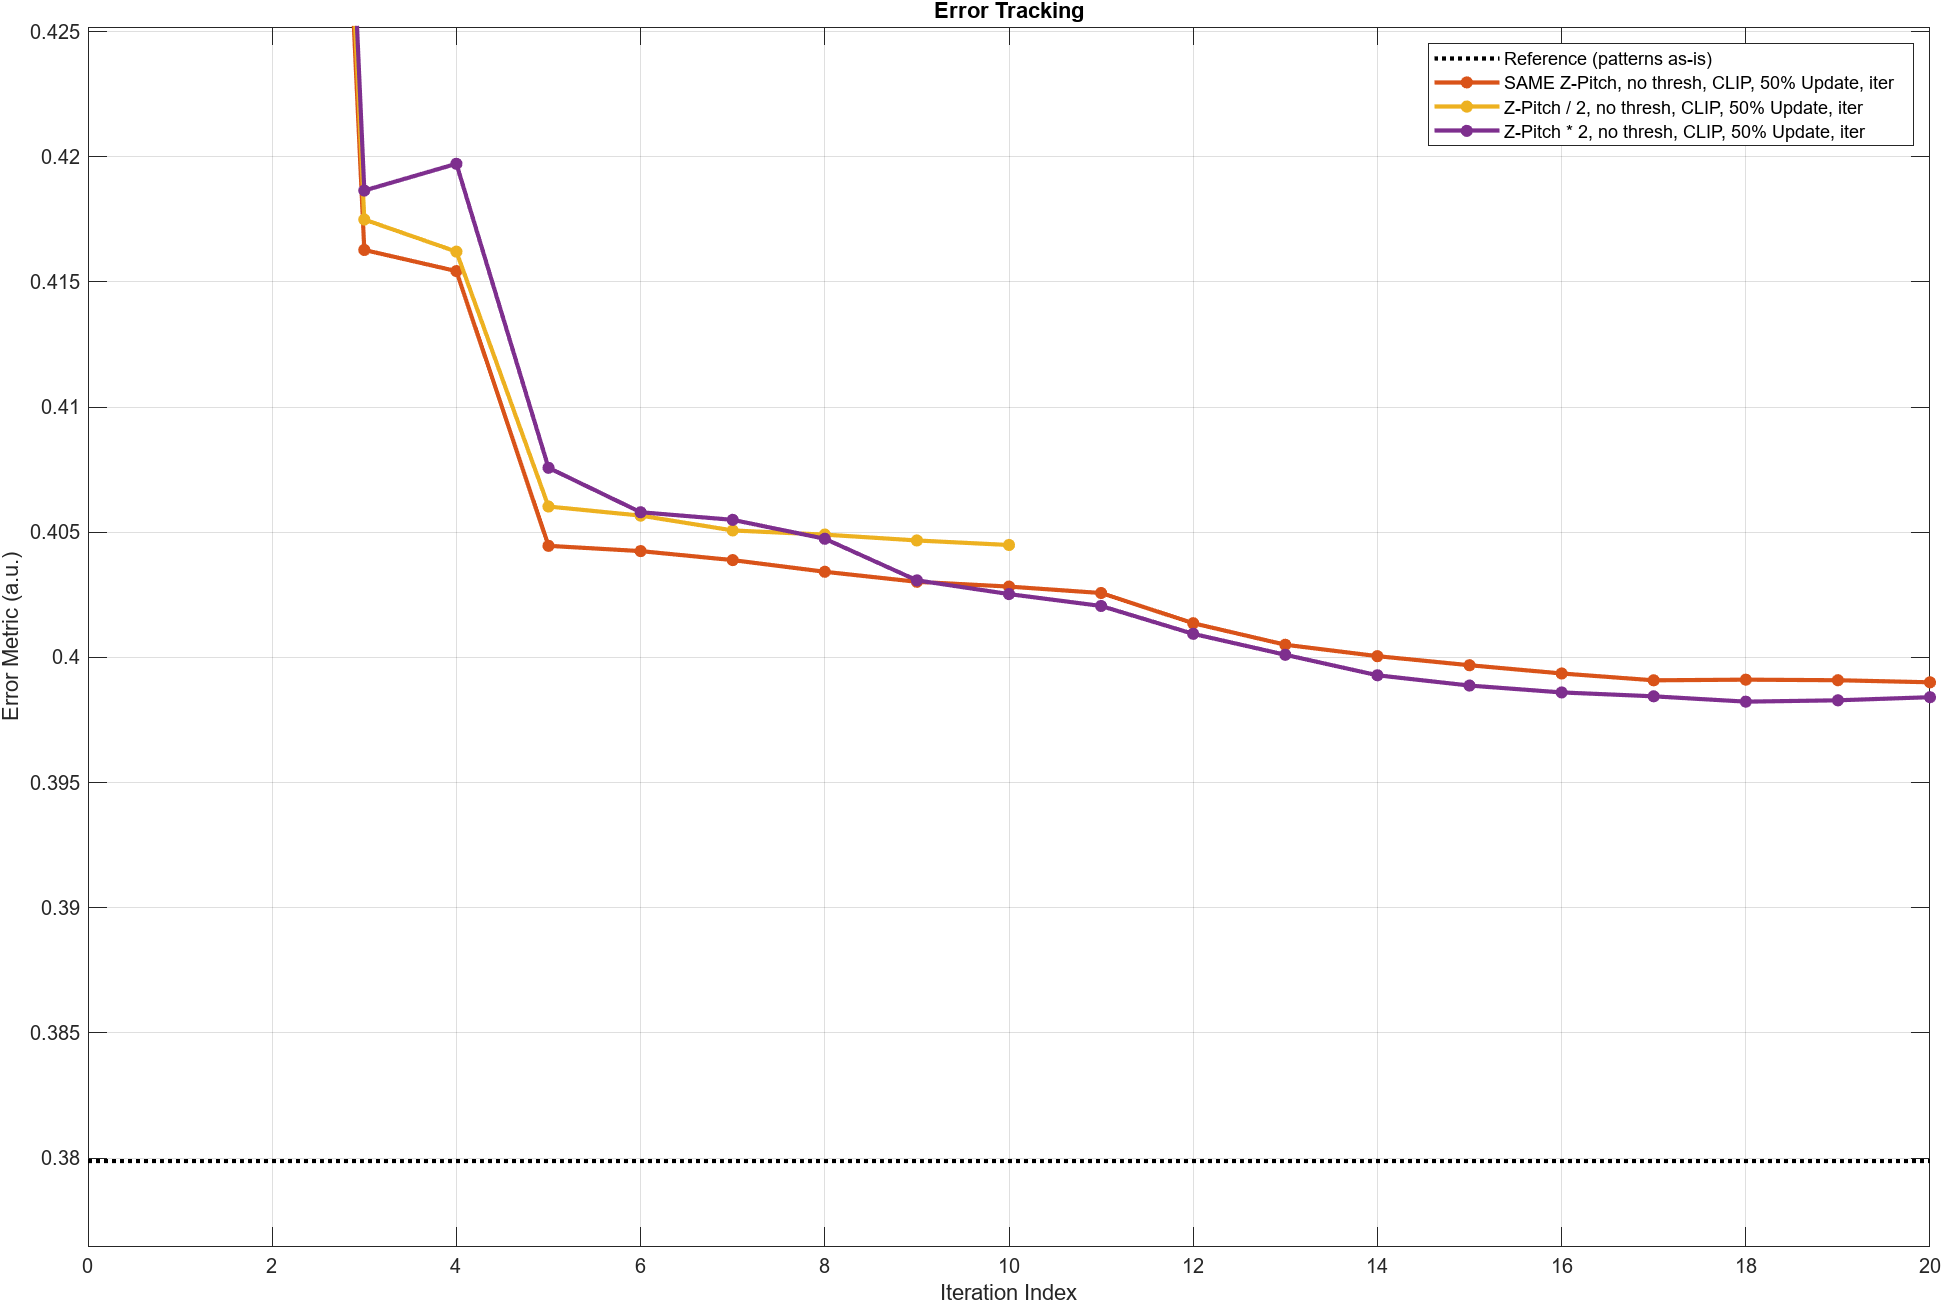 Error Tracking
0.425
0.42
0.415
0.41
0.405
0.4
0.395
0.39
0.385
0.38
Error Metric (a.u.)
Reference (patterns as-is)
SAME Z-Pitch, no thresh, CLIP, 50% Update, iter
Z-Pitch / 2, no thresh, CLIP, 50% Update, iter
Z-Pitch * 2, no thresh, CLIP, 50% Update, iter
0 2 4 6 8 10 12 14 16 18 20
Iteration Index